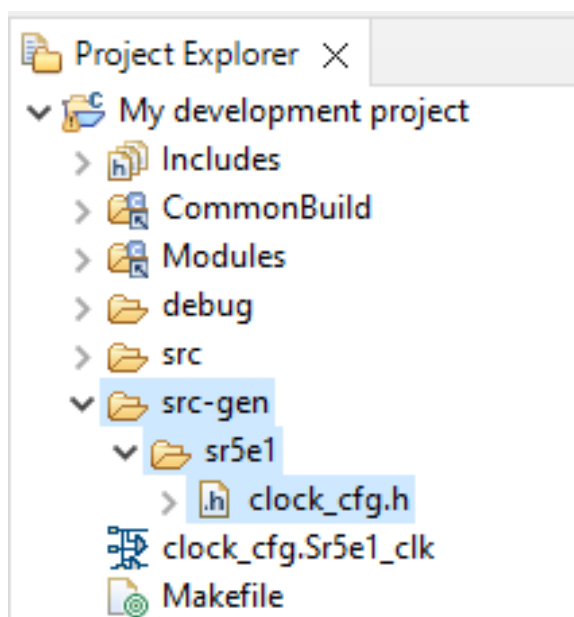 Project Explorer
My development project
Includes
CommonBuild
Modules
debug
src
src-gen
sr5e1
.h clock_cfg.h
clock_cfg.Sr5e1_clk
Makefile